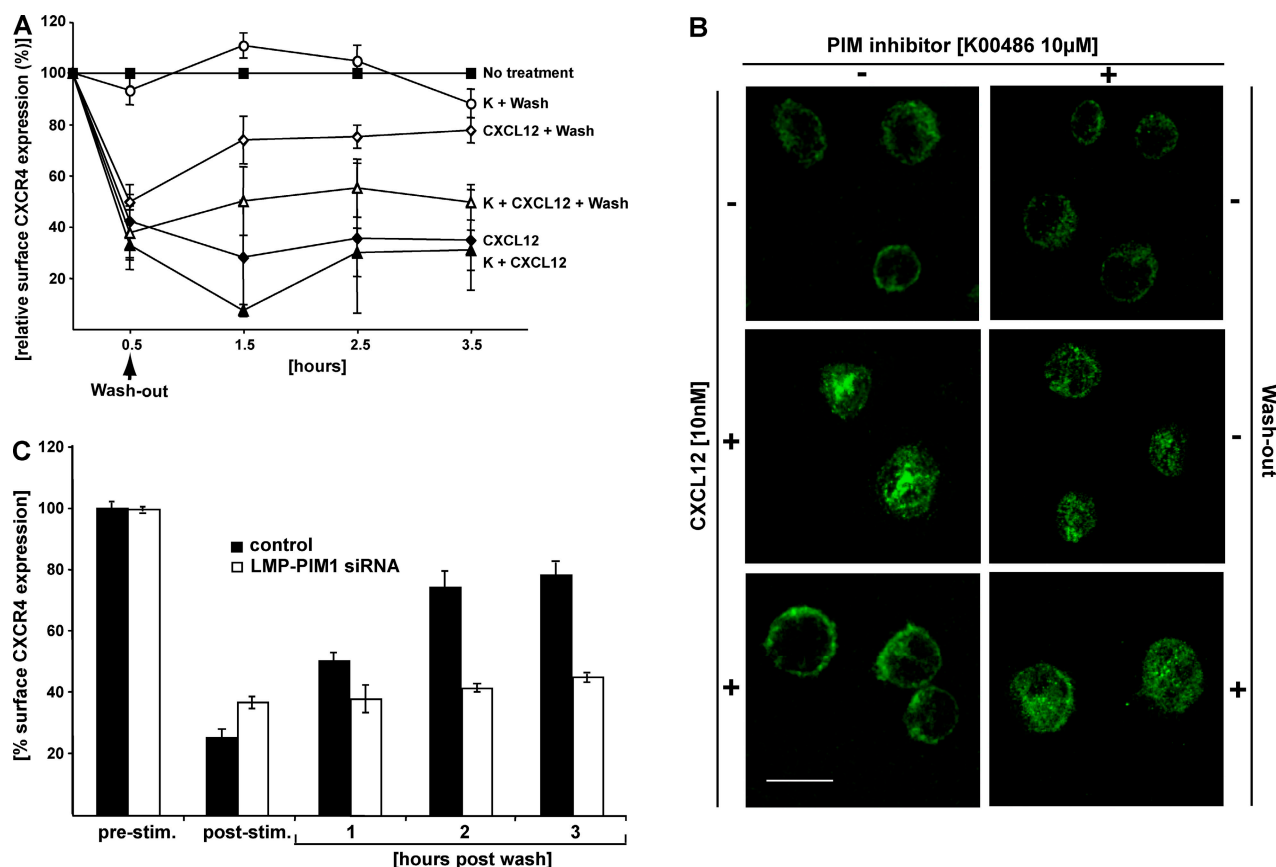 A
[relative surface CXCR4 expression (%)]
120
100
80
60
40
20
No treatment
K + Wash
CXCL12 + Wash
K + CXCL12 + Wash
CXCL12
K + CXCL12
0.5 1.5 2.5 3.5
[hours]
Wash-out
B
PIM inhibitor [K00486 10µM]
- +
CXCL12 [10nM]
- + +
Wash-out
- - +
C
[% surface CXCR4 expression]
120
100
80
60
40
20
control
LMP-PIM1 siRNA
pre-stim. post-stim. 1 2 3
[hours post wash]